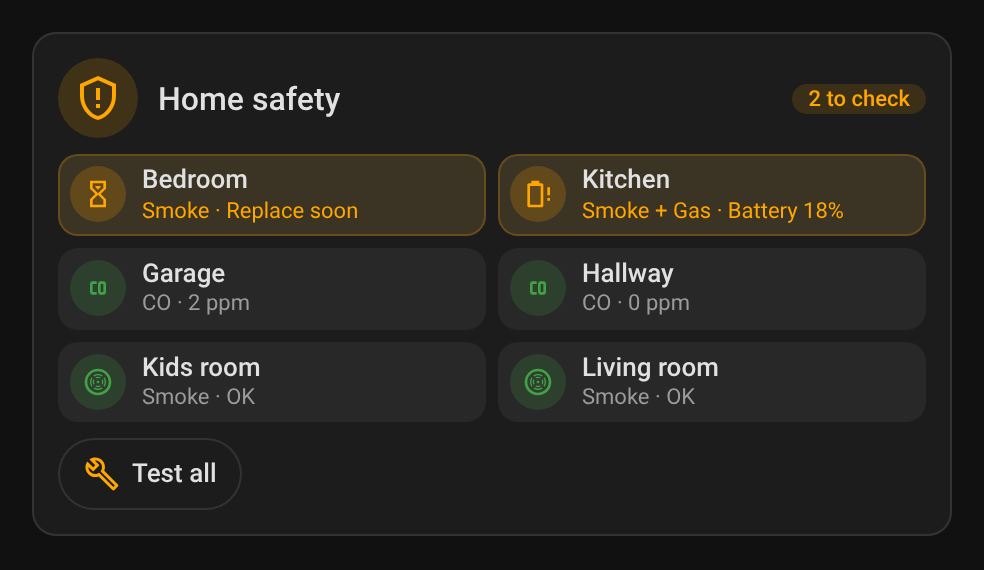 Home safety
2 to check
Bedroom
Smoke · Replace soon
Kitchen
Smoke + Gas · Battery 18%
CO
Garage
CO · 2 ppm
CO
Hallway
CO · 0 ppm
Kids room
Smoke · OK
Living room
Smoke · OK
Test all